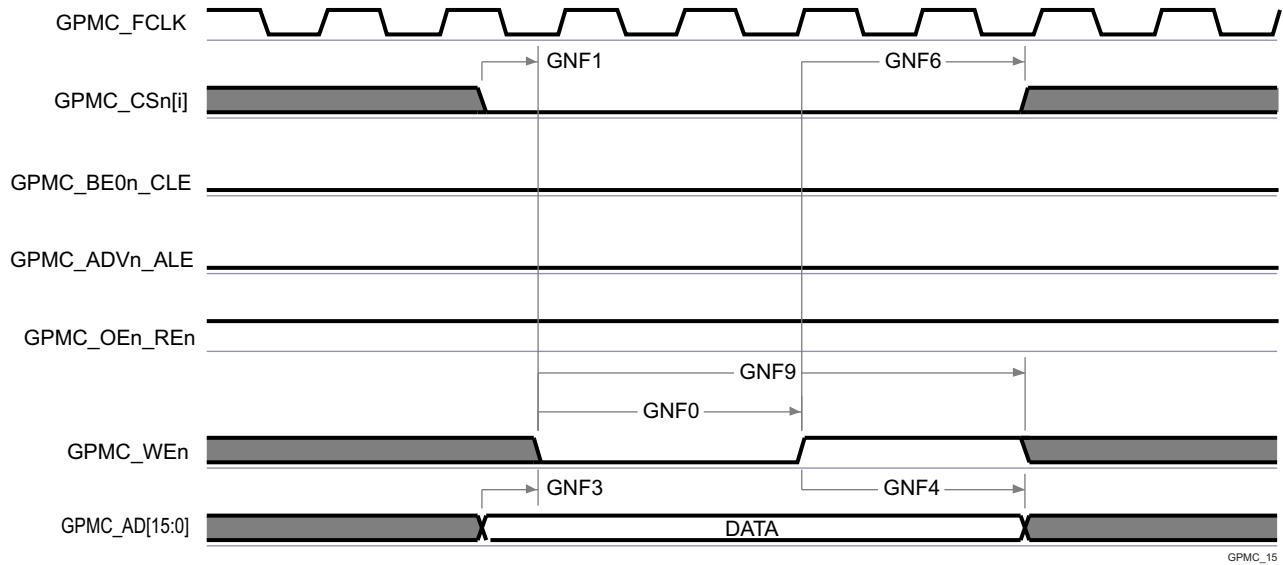 GPMC_FCLK
GNF1
GNF6
GPMC_CSn[i]
GPMC_BE0n_CLE
GPMC_ADVn_ALE
GPMC_OEn_REn
GNF9
GNF0
GPMC_WEn
GNF3
GNF4
GPMC_AD[15:0]
DATA
GPMC_15